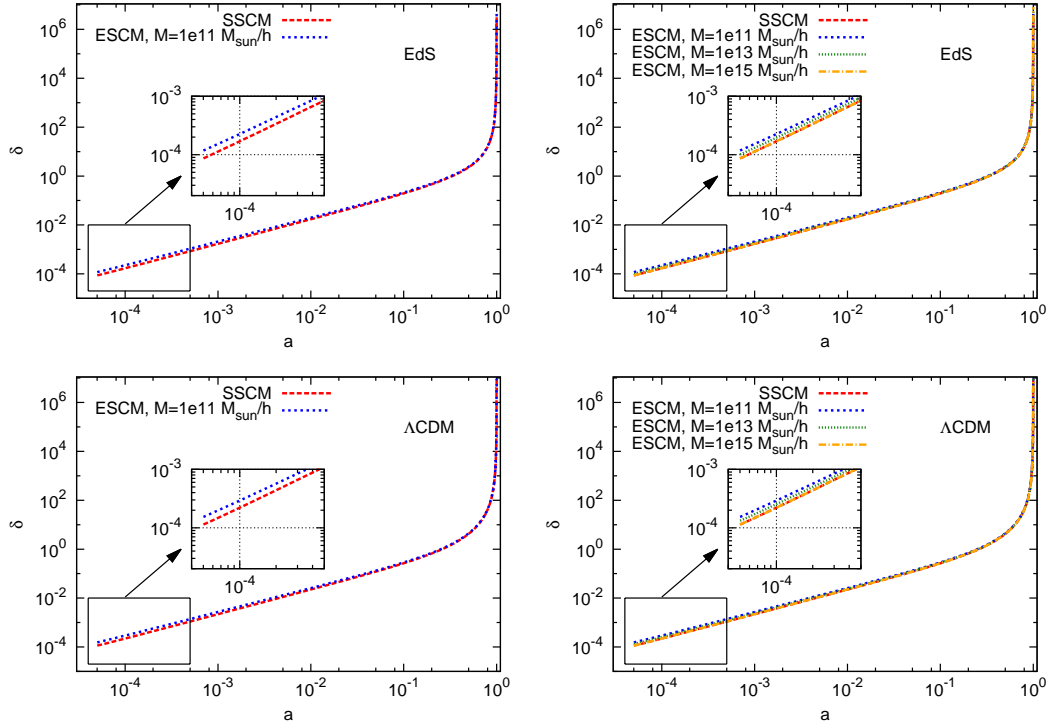 SSCM
ESCM, M=1e11 M_sun/h
EdS
10^6
10^4
10^2
10^0
10^-2
10^-4
δ
10^-3
10^-4
10^-4
10^-4 10^-3 10^-2 10^-1 10^0
a
SSCM
ESCM, M=1e11 M_sun/h
ESCM, M=1e13 M_sun/h
ESCM, M=1e15 M_sun/h
EdS
10^6
10^4
10^2
10^0
10^-2
10^-4
δ
10^-3
10^-4
10^-4
10^-4 10^-3 10^-2 10^-1 10^0
a
SSCM
ESCM, M=1e11 M_sun/h
ΛCDM
10^6
10^4
10^2
10^0
10^-2
10^-4
δ
10^-3
10^-4
10^-4
10^-4 10^-3 10^-2 10^-1 10^0
a
SSCM
ESCM, M=1e11 M_sun/h
ESCM, M=1e13 M_sun/h
ESCM, M=1e15 M_sun/h
ΛCDM
10^6
10^4
10^2
10^0
10^-2
10^-4
δ
10^-3
10^-4
10^-4
10^-4 10^-3 10^-2 10^-1 10^0
a